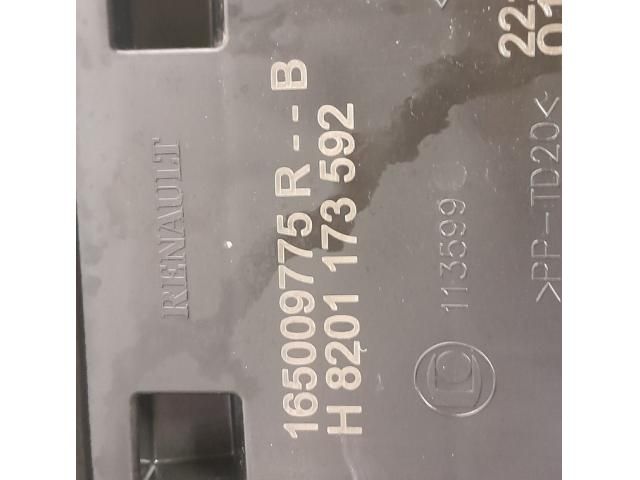 RENAULT
165009775 R - - B
H 8201 173 592
113599
>PP-TD20<